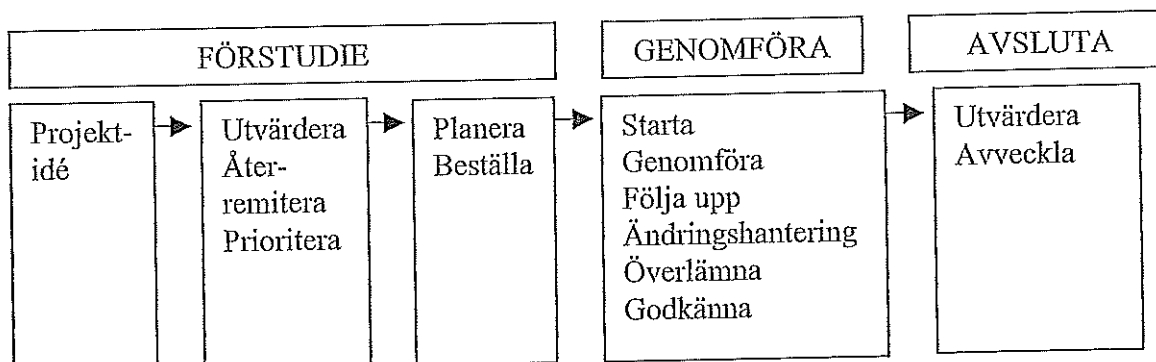 FÖRSTUDIE
GENOMFÖRA
AVSLUTA
Projekt-
idé
Utvärdera
Åter-
remitera
Prioritera
Planera
Beställa
Starta
Genomföra
Följa upp
Ändringshantering
Överlämna
Godkänna
Utvärdera
Avveckla